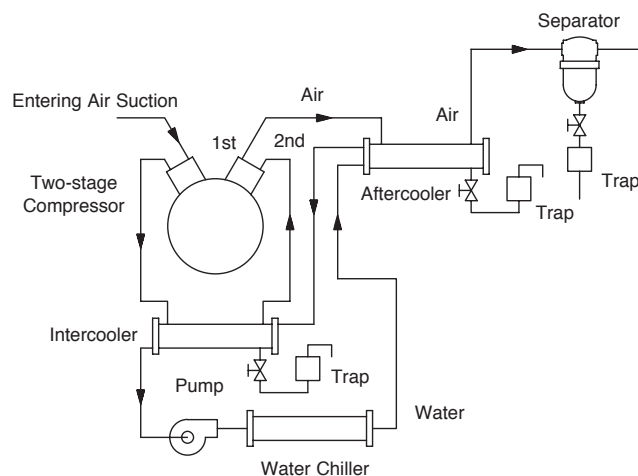 Separator
Entering Air Suction
Air
Air
1st
2nd
Two-stage
Compressor
Aftercooler
Trap
Trap
Intercooler
Pump
Trap
Water
Water Chiller